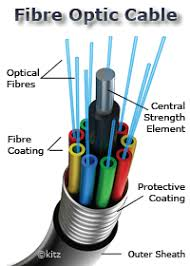 Fibre Optic Cable
Optical
Fibres
Central
Strength
Element
Fibre
Coating
Protective
Coating
©kitz
Outer Sheath